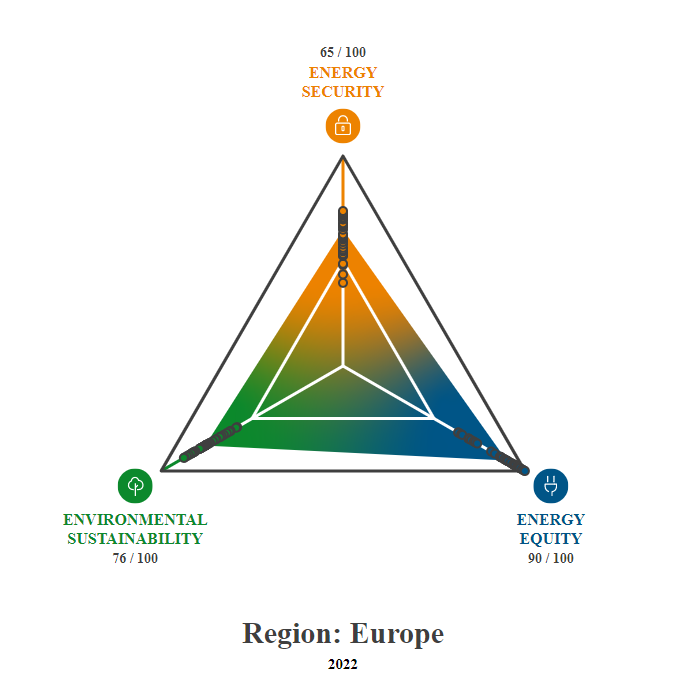 65 / 100
ENERGY
SECURITY
ENVIRONMENTAL
SUSTAINABILITY
76 / 100
ENERGY
EQUITY
90 / 100
Region: Europe
2022